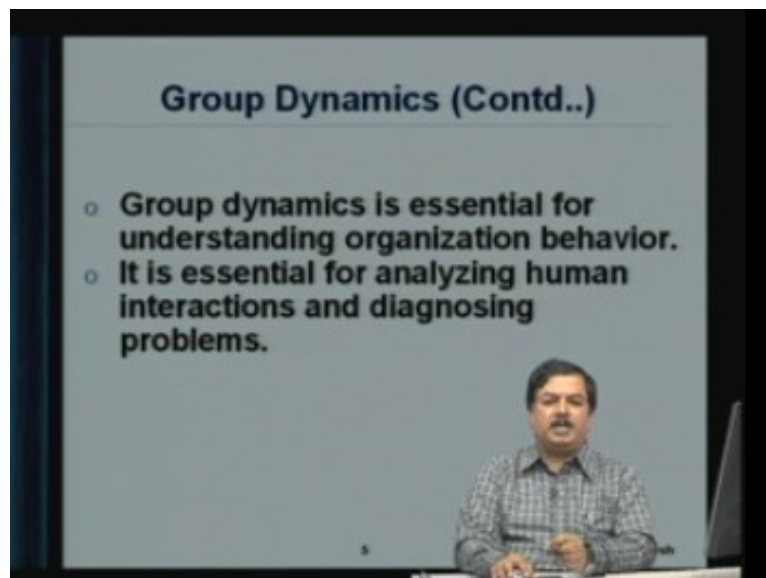 Group Dynamics (Contd..)
o Group dynamics is essential for
understanding organization behavior.
o It is essential for analyzing human
interactions and diagnosing
problems.
5